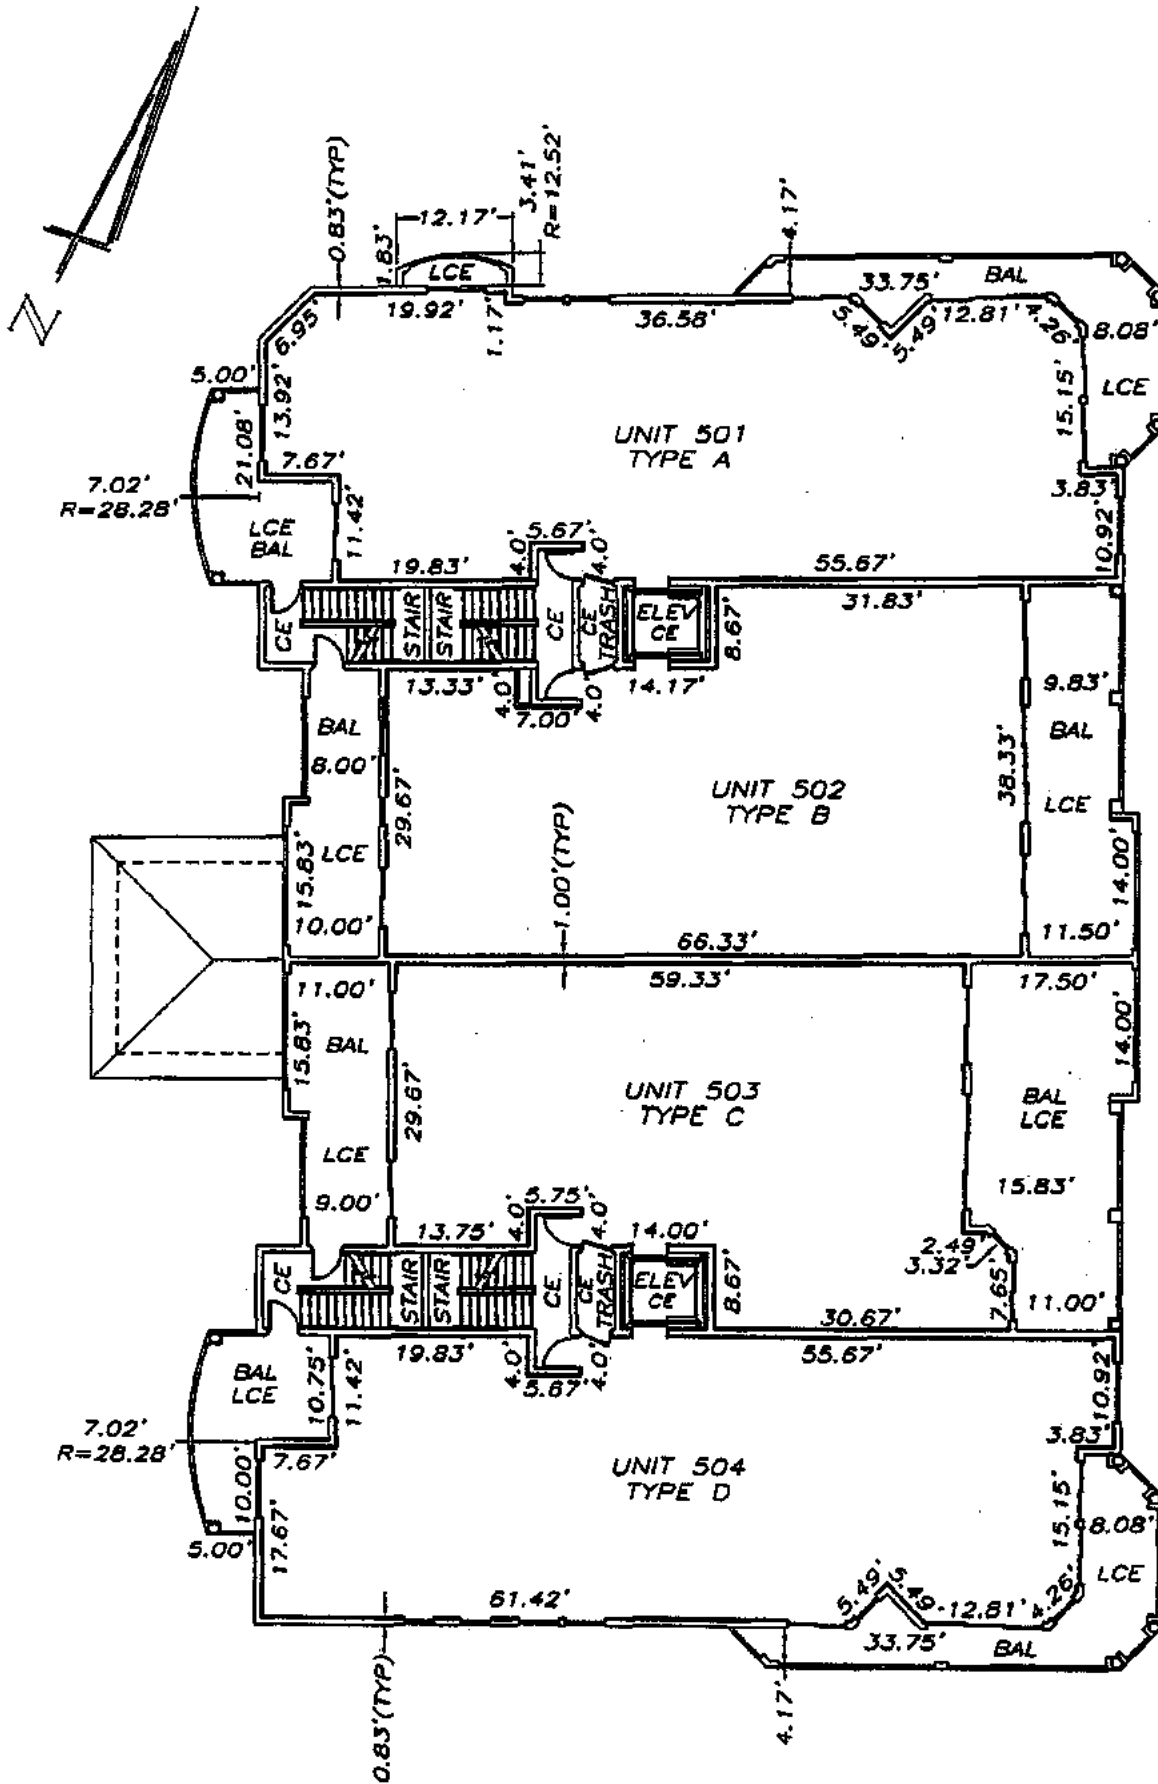 N
0.83'(TYP)
1.83'
12.17'
3.41'
R=12.52'
LCE
4.17'
33.75'
BAL
6.95'
19.92'
1.17'
36.58'
5.49'
5.49'
12.81'
4.26'
8.08'
LCE
5.00'
13.92'
21.08'
7.67'
15.15'
UNIT 501
TYPE A
7.02'
R=28.28'
3.83'
LCE
BAL
11.42'
5.67'
4.0'
4.0'
10.92'
19.83'
55.67'
31.83'
CE
STAIR
STAIR
CE
CE
TRASH
ELEV
CE
8.67'
13.33'
4.0'
7.00'
4.0'
14.17'
9.83'
BAL
8.00'
BAL
38.33'
UNIT 502
TYPE B
29.67'
LCE
LCE
15.83'
1.00'(TYP)
14.00'
10.00'
66.33'
11.50'
11.00'
59.33'
17.50'
BAL
15.83'
14.00'
UNIT 503
TYPE C
29.67'
BAL
LCE
LCE
9.00'
15.83'
13.75'
4.0'
5.75'
4.0'
14.00'
2.49'
3.32'
CE
STAIR
STAIR
CE
CE
TRASH
ELEV
CE
8.67'
7.65'
11.00'
30.67'
19.83'
4.0'
5.67'
4.0'
55.67'
BAL
LCE
10.75'
11.42'
10.92'
7.02'
R=28.28'
7.67'
3.83'
UNIT 504
TYPE D
10.00'
15.15'
8.08'
5.00'
17.67'
LCE
61.42'
5.49'
5.49
12.81'
4.26'
33.75'
BAL
0.83'(TYP)
4.17'